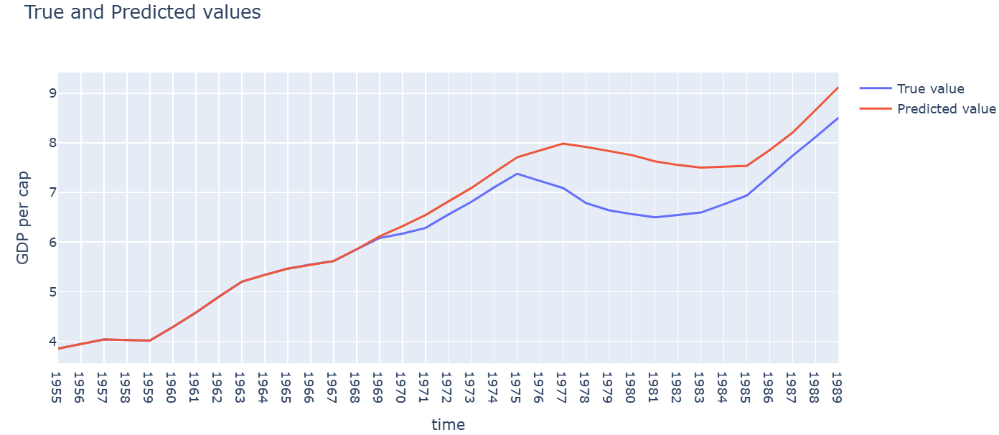 True and Predicted values
True value
Predicted value
GDP per cap
9
8
7
6
5
4
1955 1956 1957 1958 1959 1960 1961 1962 1963 1964 1965 1966 1967 1968 1969 1970 1971 1972 1973 1974 1975 1976 1977 1978 1979 1980 1981 1982 1983 1984 1985 1986 1987 1988 1989
time